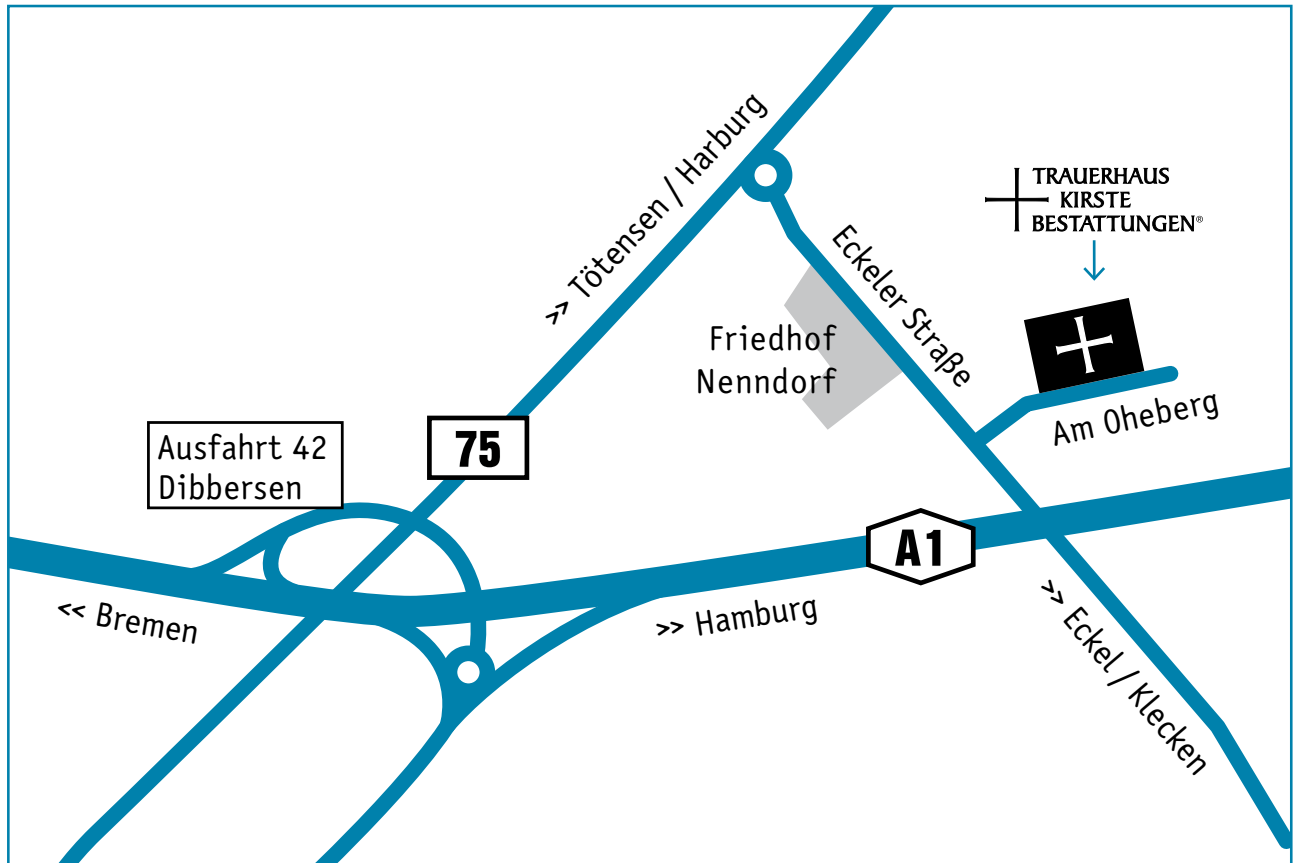 >> Tötensen / Harburg
TRAUERHAUS
KIRSTE
BESTATTUNGEN®
Eckeler Straße
Friedhof
Nenndorf
Am Oheberg
Ausfahrt 42
Dibbersen
75
A1
<< Bremen
>> Hamburg
>> Eckel / Klecken